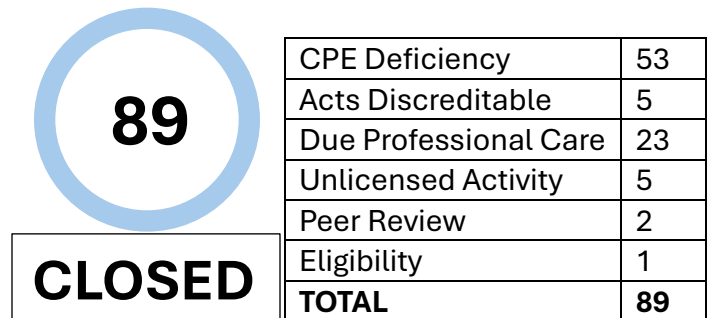 89
CLOSED
CPE Deficiency 53
Acts Discreditable 5
Due Professional Care 23
Unlicensed Activity 5
Peer Review 2
Eligibility 1
TOTAL 89